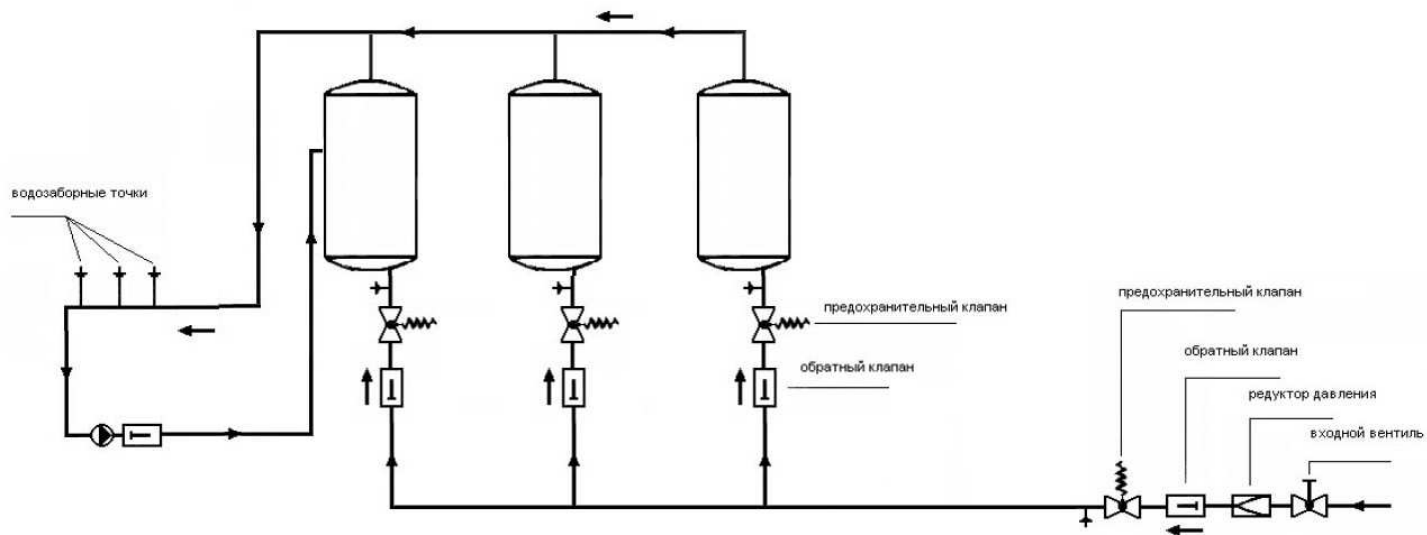 водозаборные точки
предохранительный клапан
обратный клапан
предохранительный клапан
обратный клапан
редуктор давления
входной вентиль